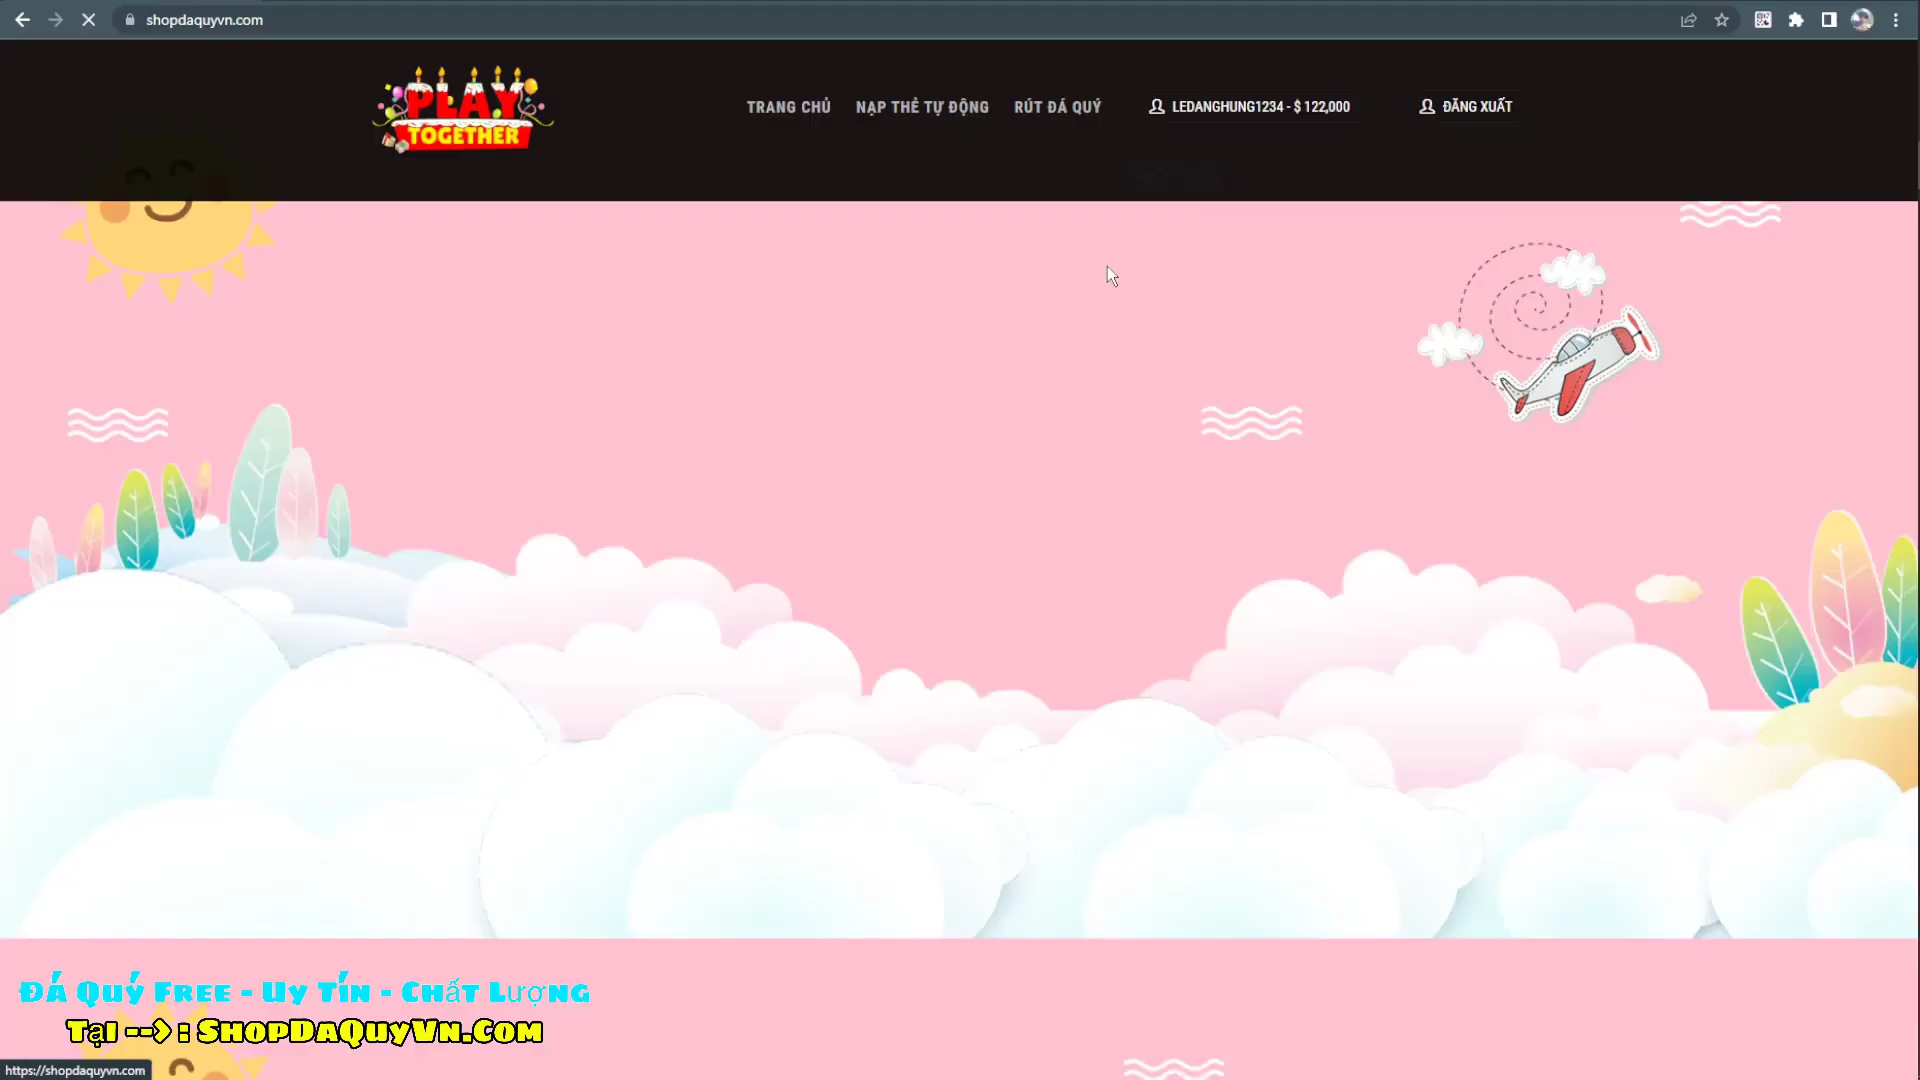 shopdaquyvn.com
PLAY
TOGETHER
TRANG CHỦ
NẠP THẺ TỰ ĐỘNG
RÚT ĐÁ QUÝ
LEDANGHUNG1234 - $ 122,000
ĐĂNG XUẤT
Đá Quý Free - Uy Tín - Chất Lượng
Tại --> : ShopDaQuyVn.Com
https://shopdaquyvn.com